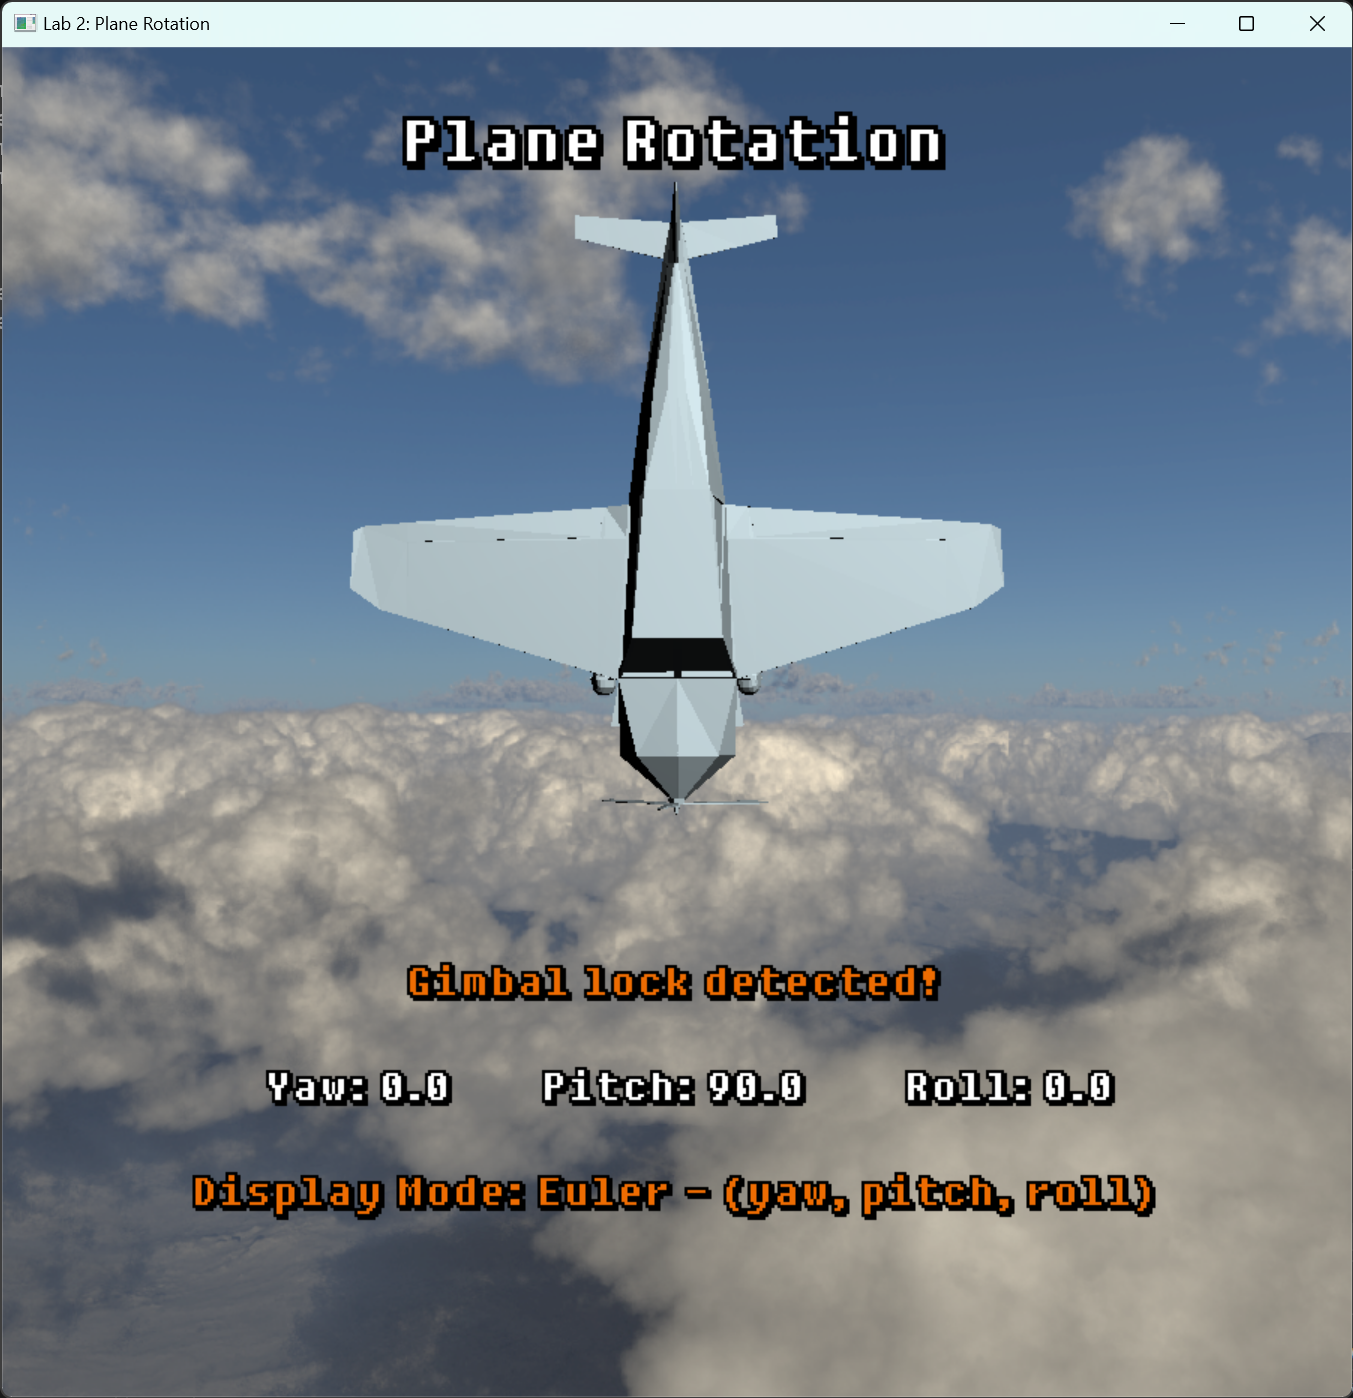 Lab 2: Plane Rotation
Plane Rotation
Gimbal lock detected!
Yaw: 0.0 Pitch: 90.0 Roll: 0.0
Display Mode: Euler - (yaw, pitch, roll)